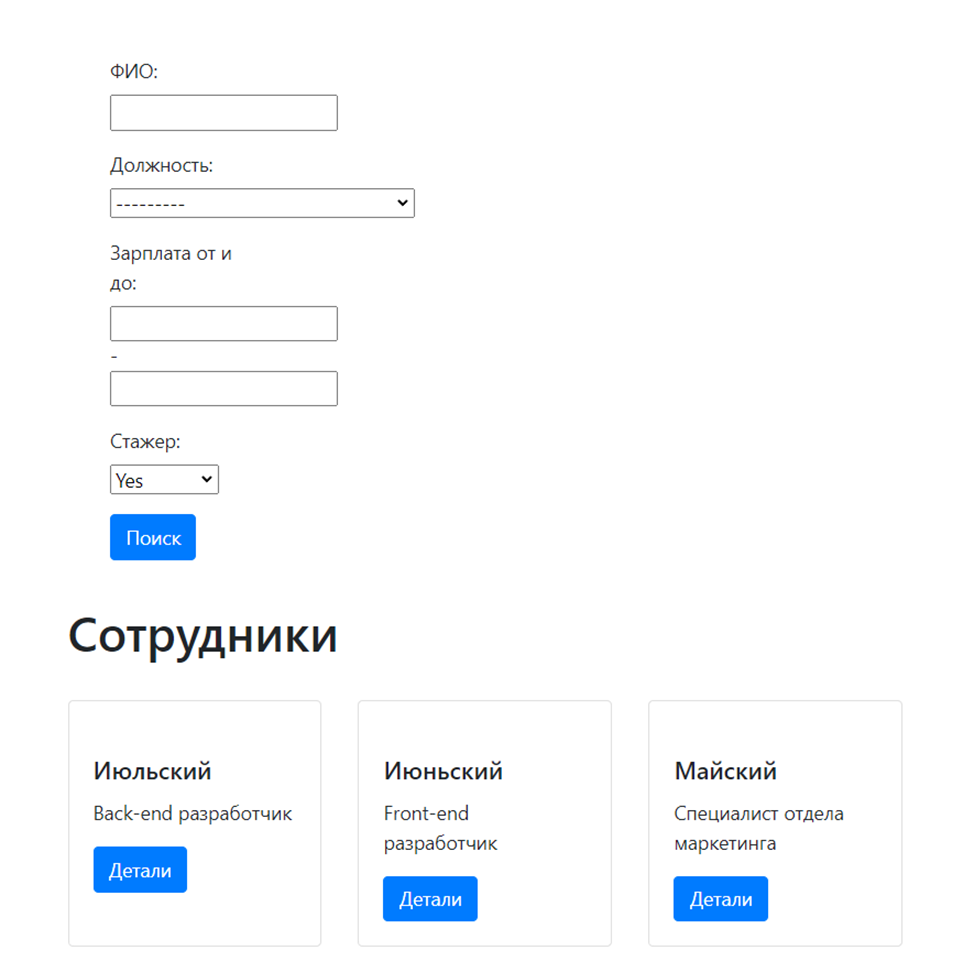 ФИО:
Должность:
---------
Зарплата от и
до:
-
Стажер:
Yes
Поиск
Сотрудники
Июльский
Back-end разработчик
Детали
Июньский
Front-end
разработчик
Детали
Майский
Специалист отдела
маркетинга
Детали